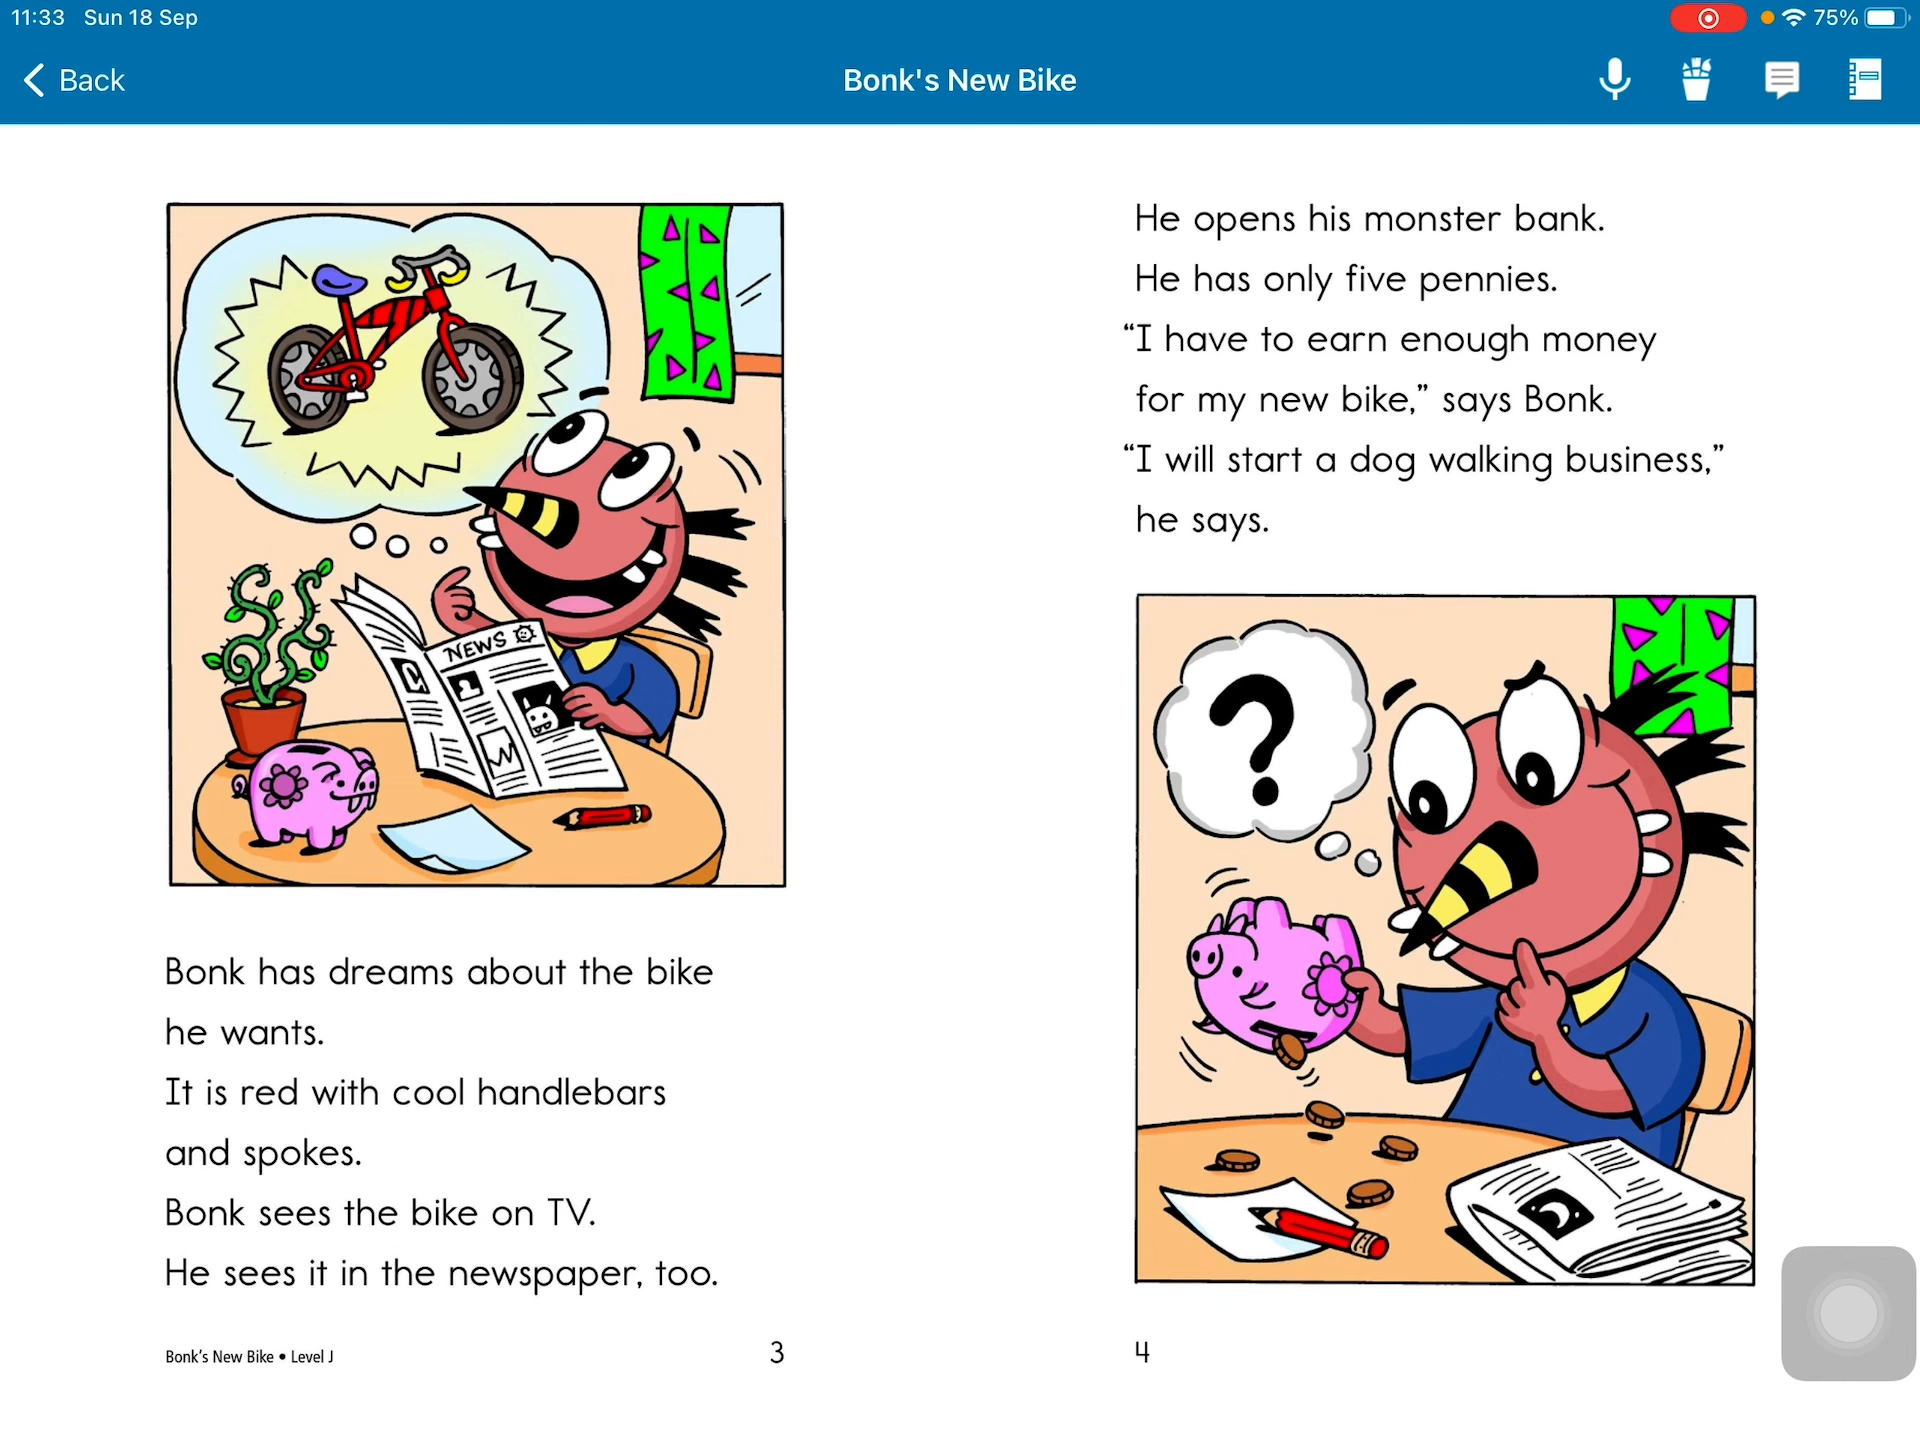 11:33 Sun 18 Sep
75%
Back
Bonk's New Bike
NEWS
Bonk has dreams about the bike
he wants.
It is red with cool handlebars
and spokes.
Bonk sees the bike on TV.
He sees it in the newspaper, too.
Bonk’s New Bike • Level J
3
He opens his monster bank.
He has only five pennies.
“I have to earn enough money
for my new bike,” says Bonk.
“I will start a dog walking business,”
he says.
?
4